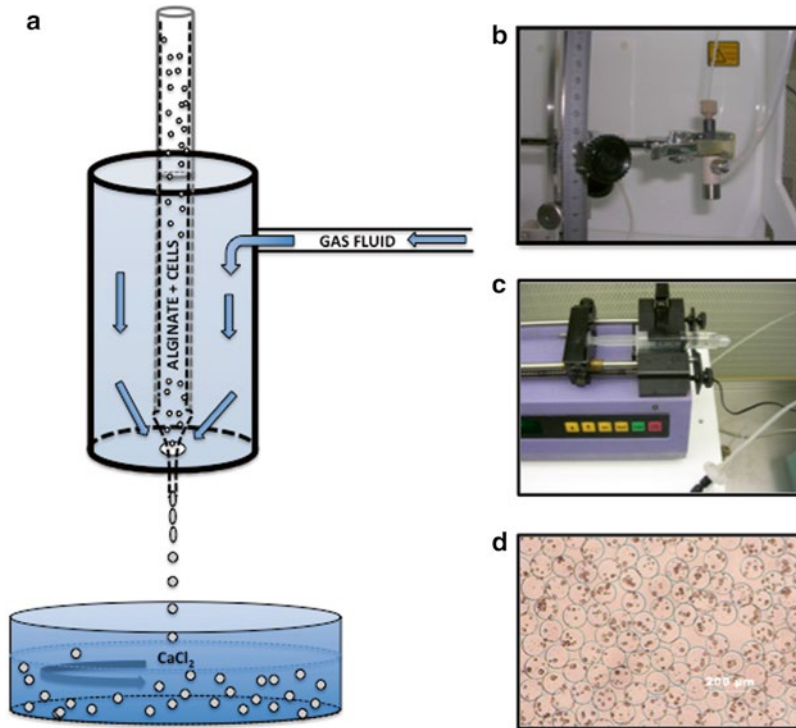 a
ALGINATE + CELLS
GAS FLUID
CaCl₂
b
c
d
200 µm